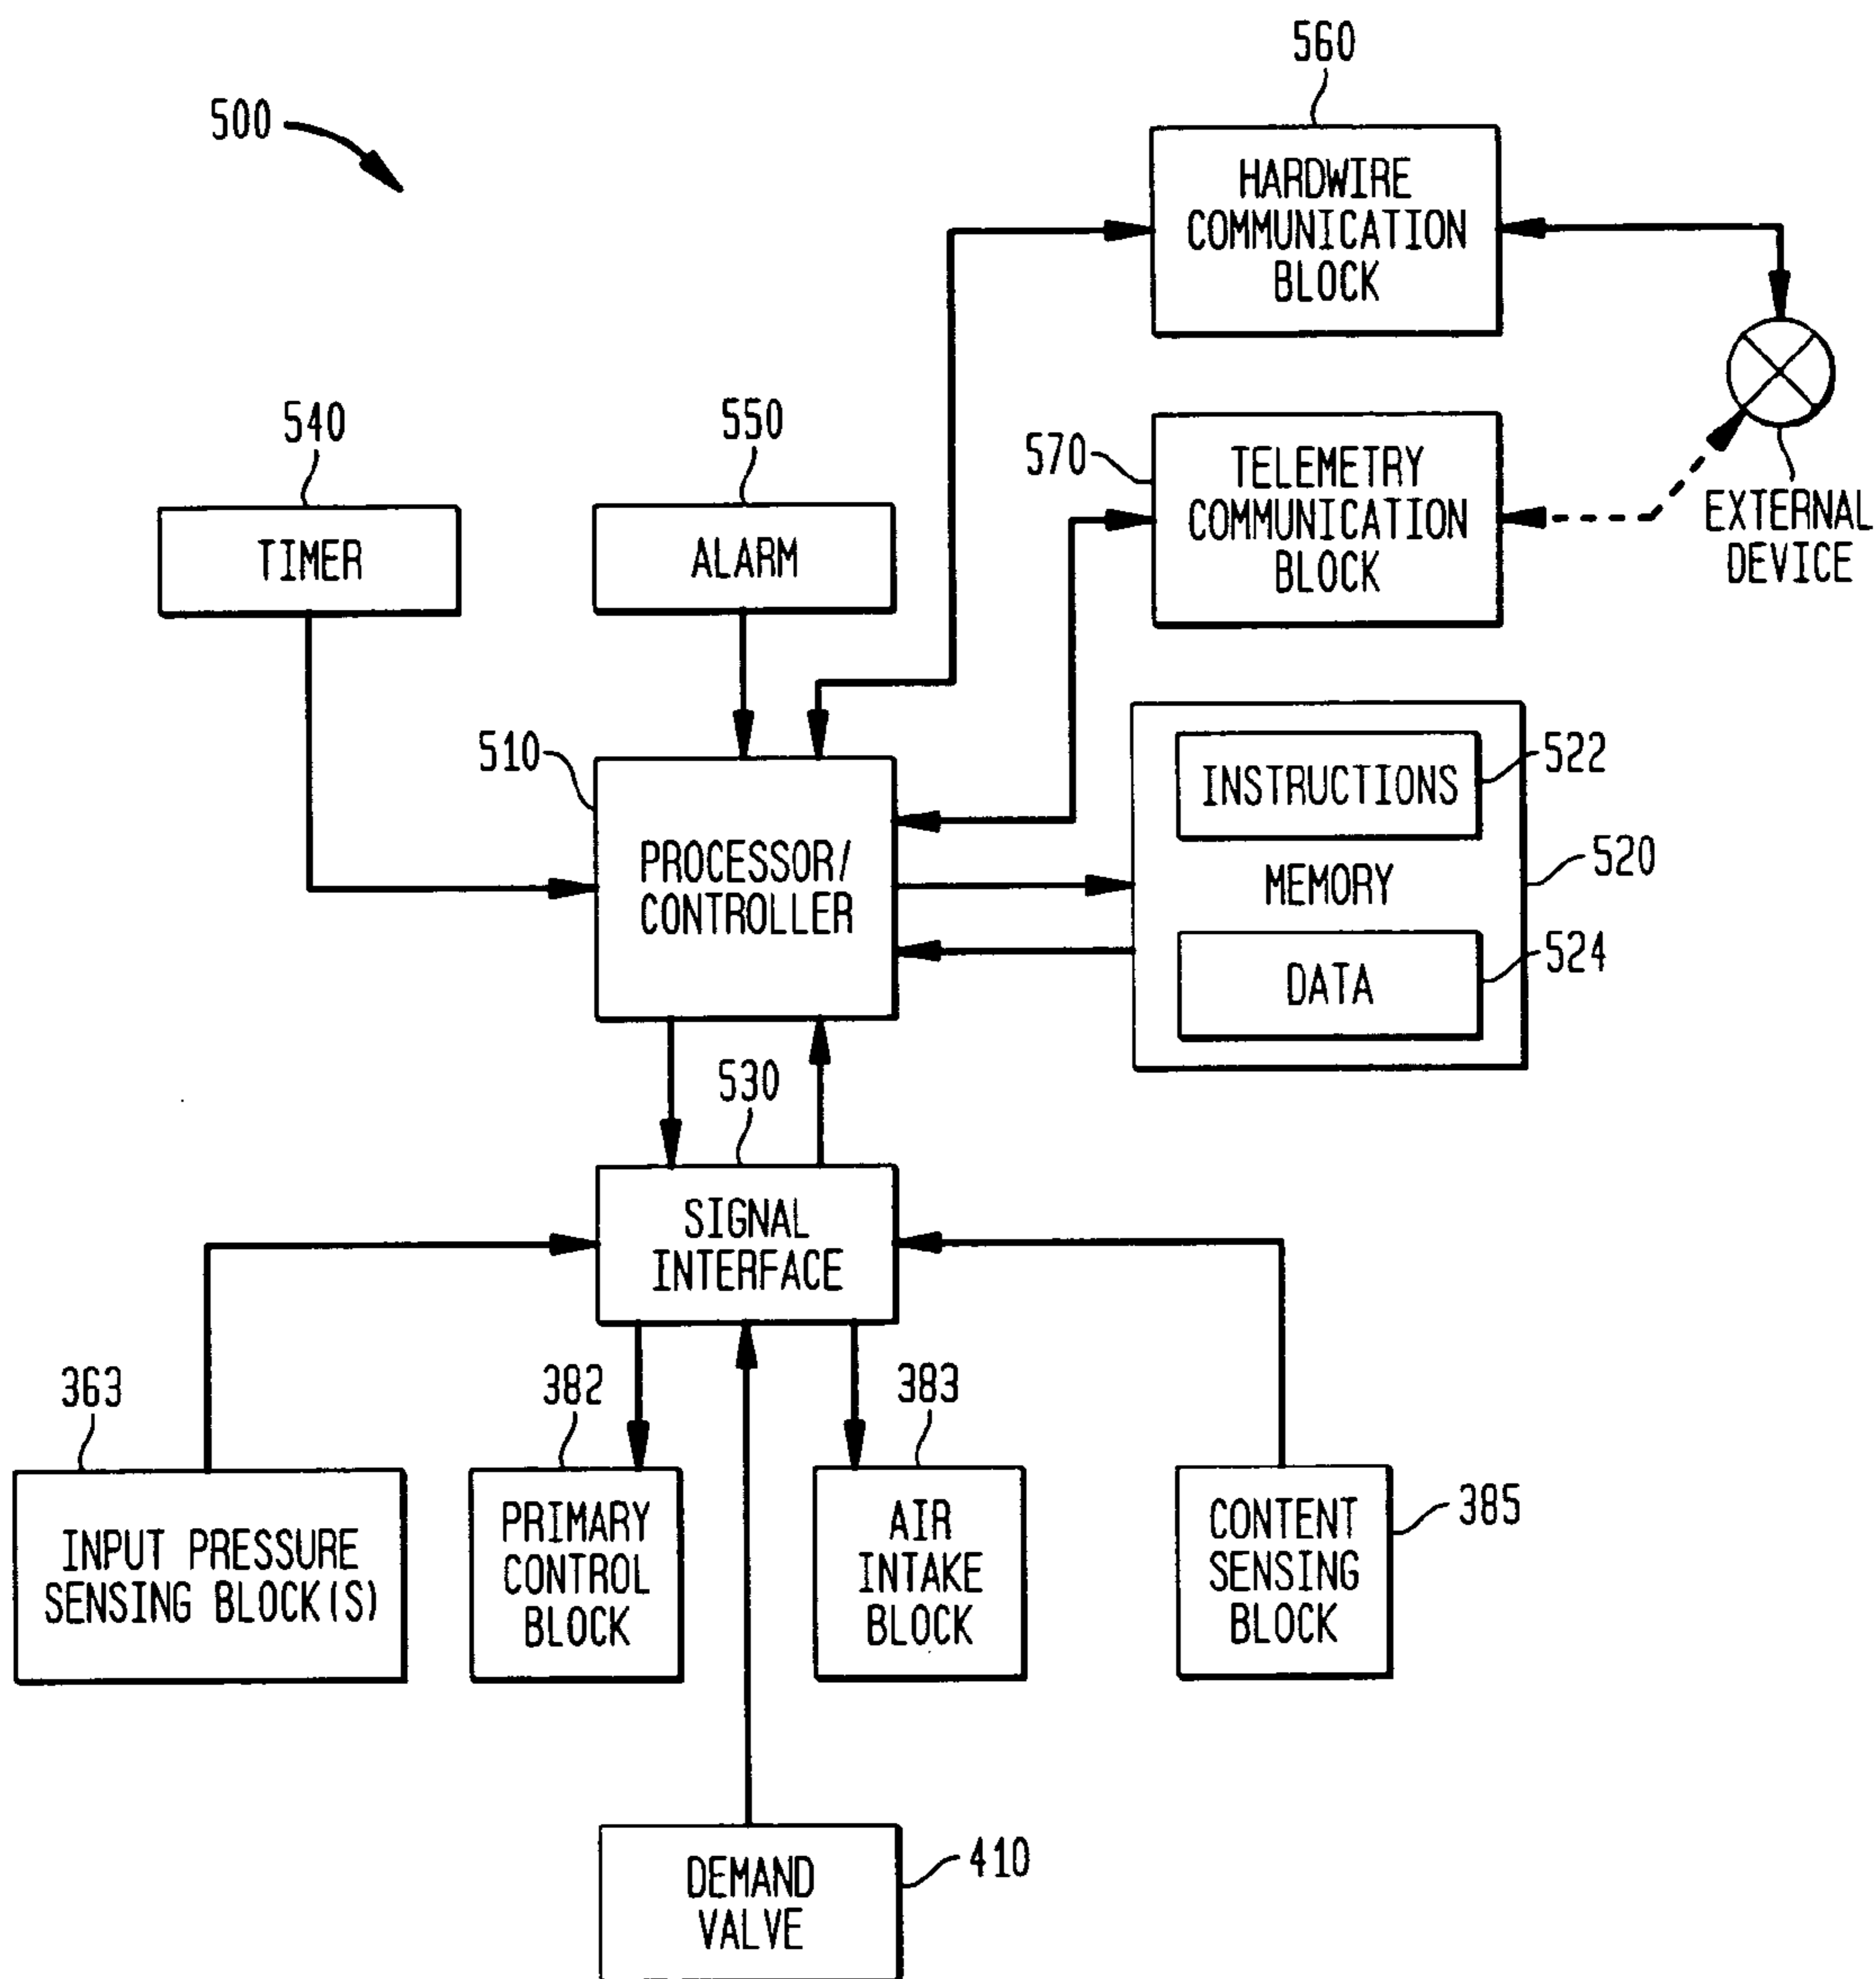 560
500
HARDWIRE
COMMUNICATION
BLOCK
540
550
570
TELEMETRY
COMMUNICATION
BLOCK
EXTERNAL
DEVICE
TIMER
ALARM
510
INSTRUCTIONS
522
PROCESSOR/
CONTROLLER
MEMORY
520
DATA
524
530
SIGNAL
INTERFACE
363
382
383
INPUT PRESSURE
SENSING BLOCK(S)
PRIMARY
CONTROL
BLOCK
AIR
INTAKE
BLOCK
CONTENT
SENSING
BLOCK
385
DEMAND
VALVE
410